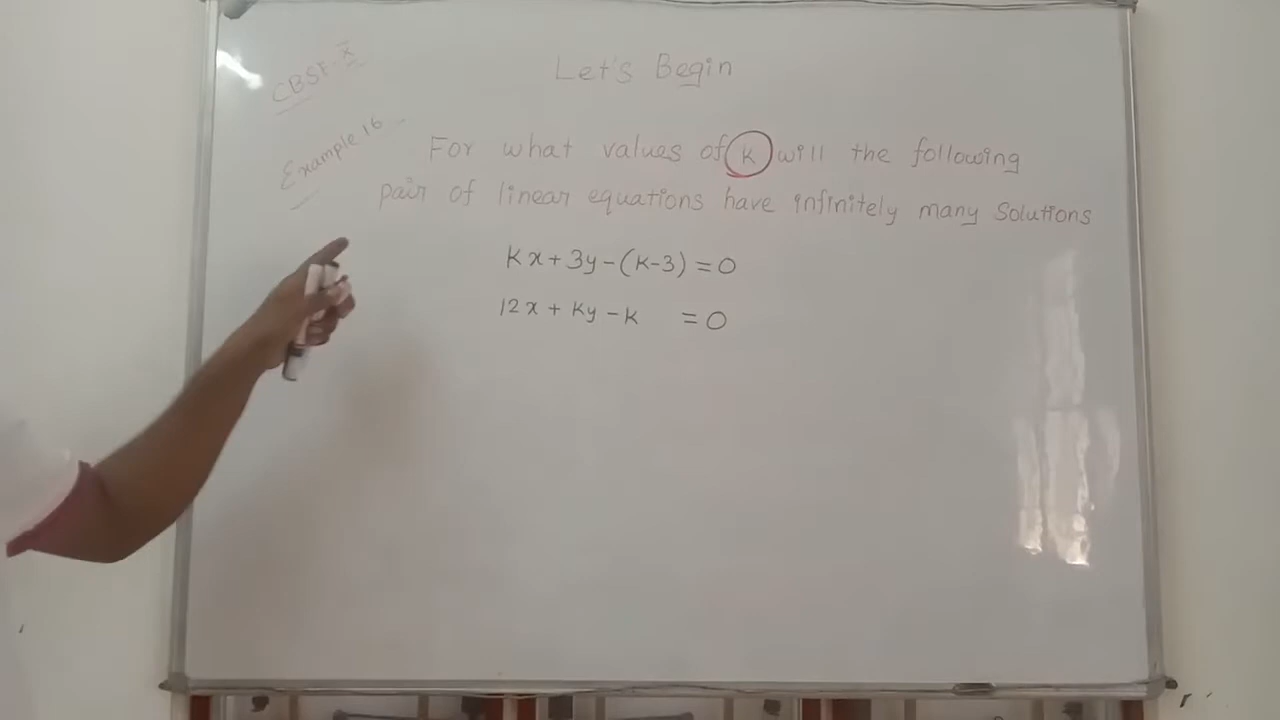 CBSE-X
Let's Begin
Example 16
For what values of k will the following
pair of linear equations have infinitely many Solutions
Kx+3y-(k-3)=0
12x+ky-k =0